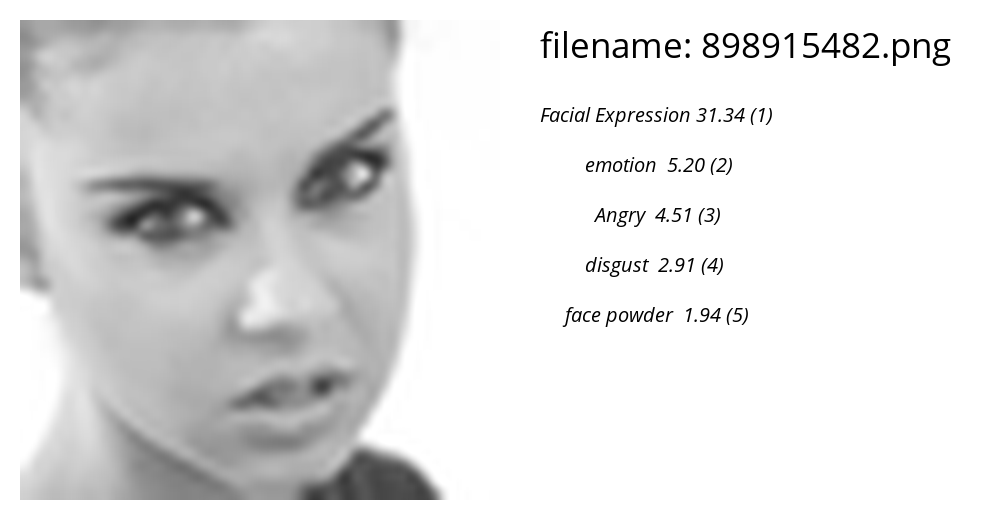 filename: 898915482.png
Facial Expression 31.34 (1)
emotion 5.20 (2)
Angry 4.51 (3)
disgust 2.91 (4)
face powder 1.94 (5)